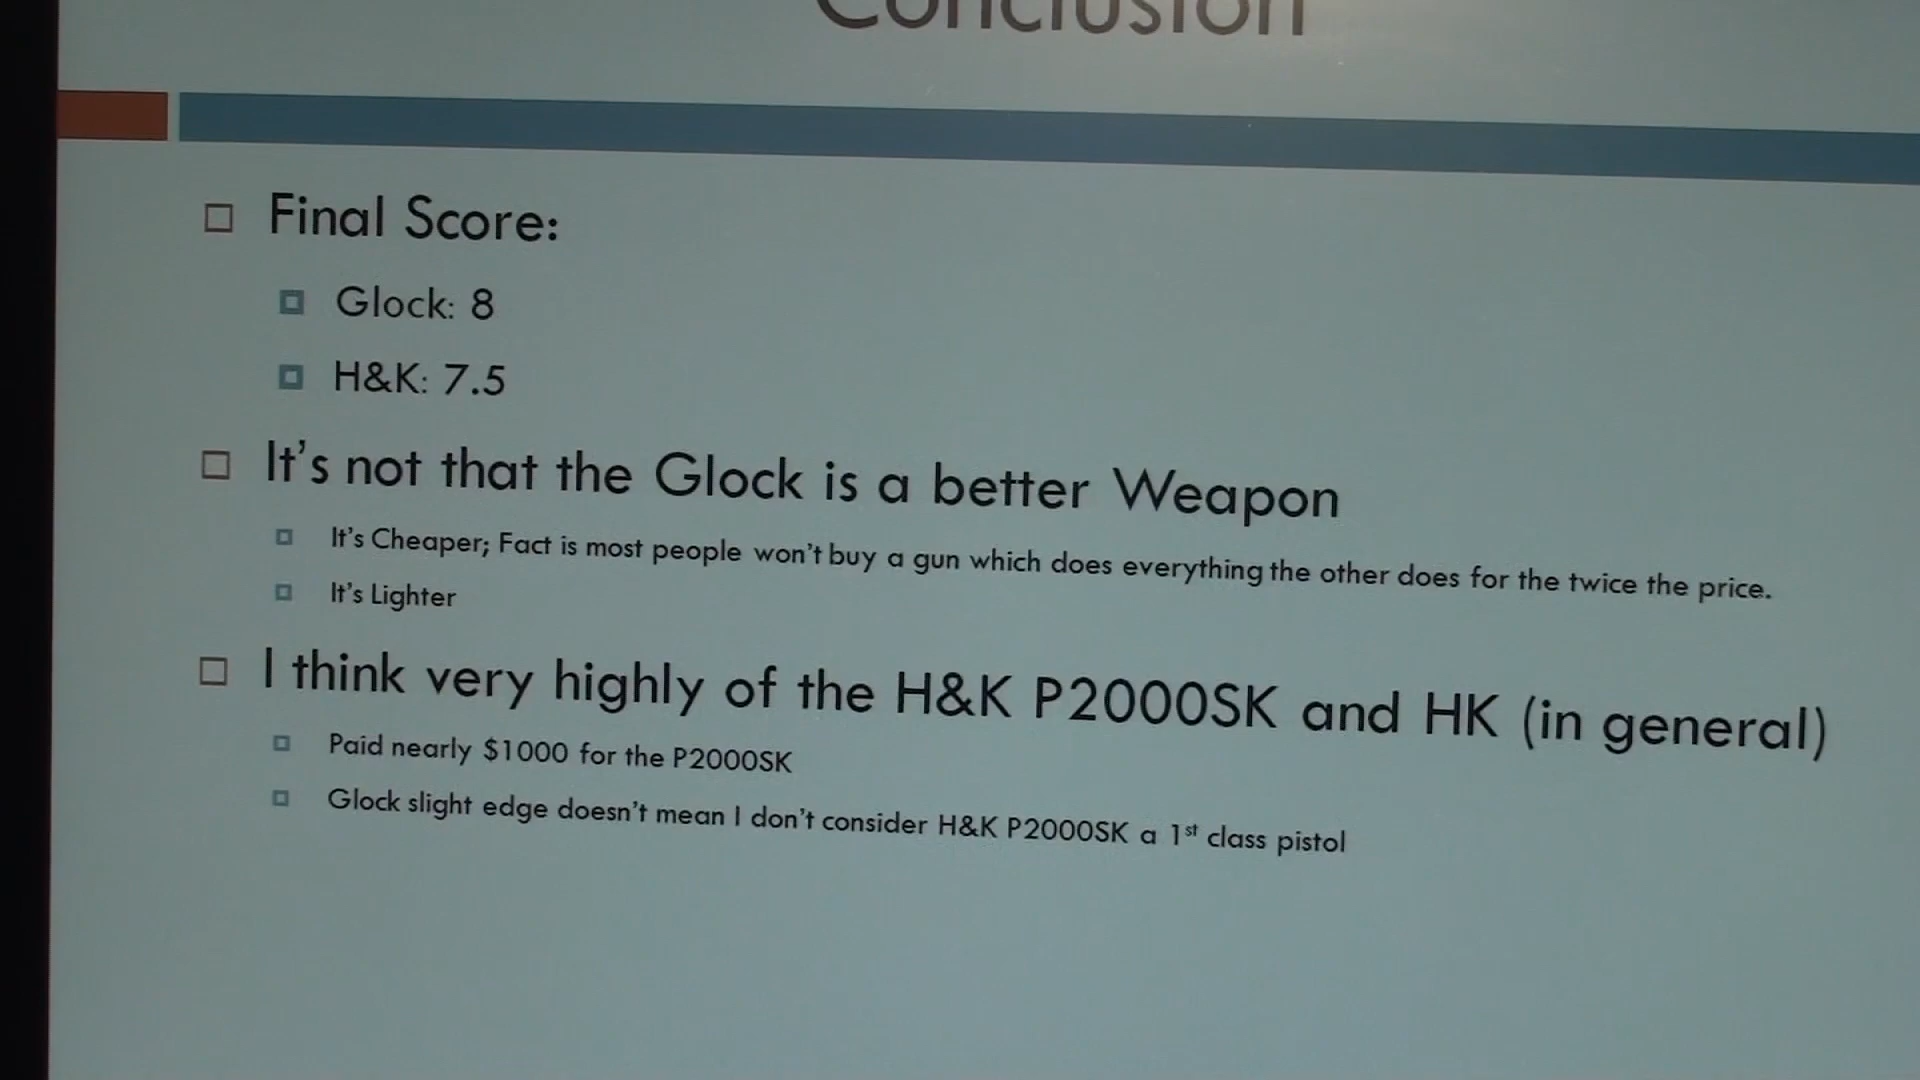 Conclusion
Final Score:
Glock: 8
H&K: 7.5
It's not that the Glock is a better Weapon
It's Cheaper; Fact is most people won't buy a gun which does everything the other does for the twice the price.
It's Lighter
I think very highly of the H&K P2000SK and HK (in general)
Paid nearly $1000 for the P2000SK
Glock slight edge doesn't mean I don't consider H&K P2000SK a 1st class pistol